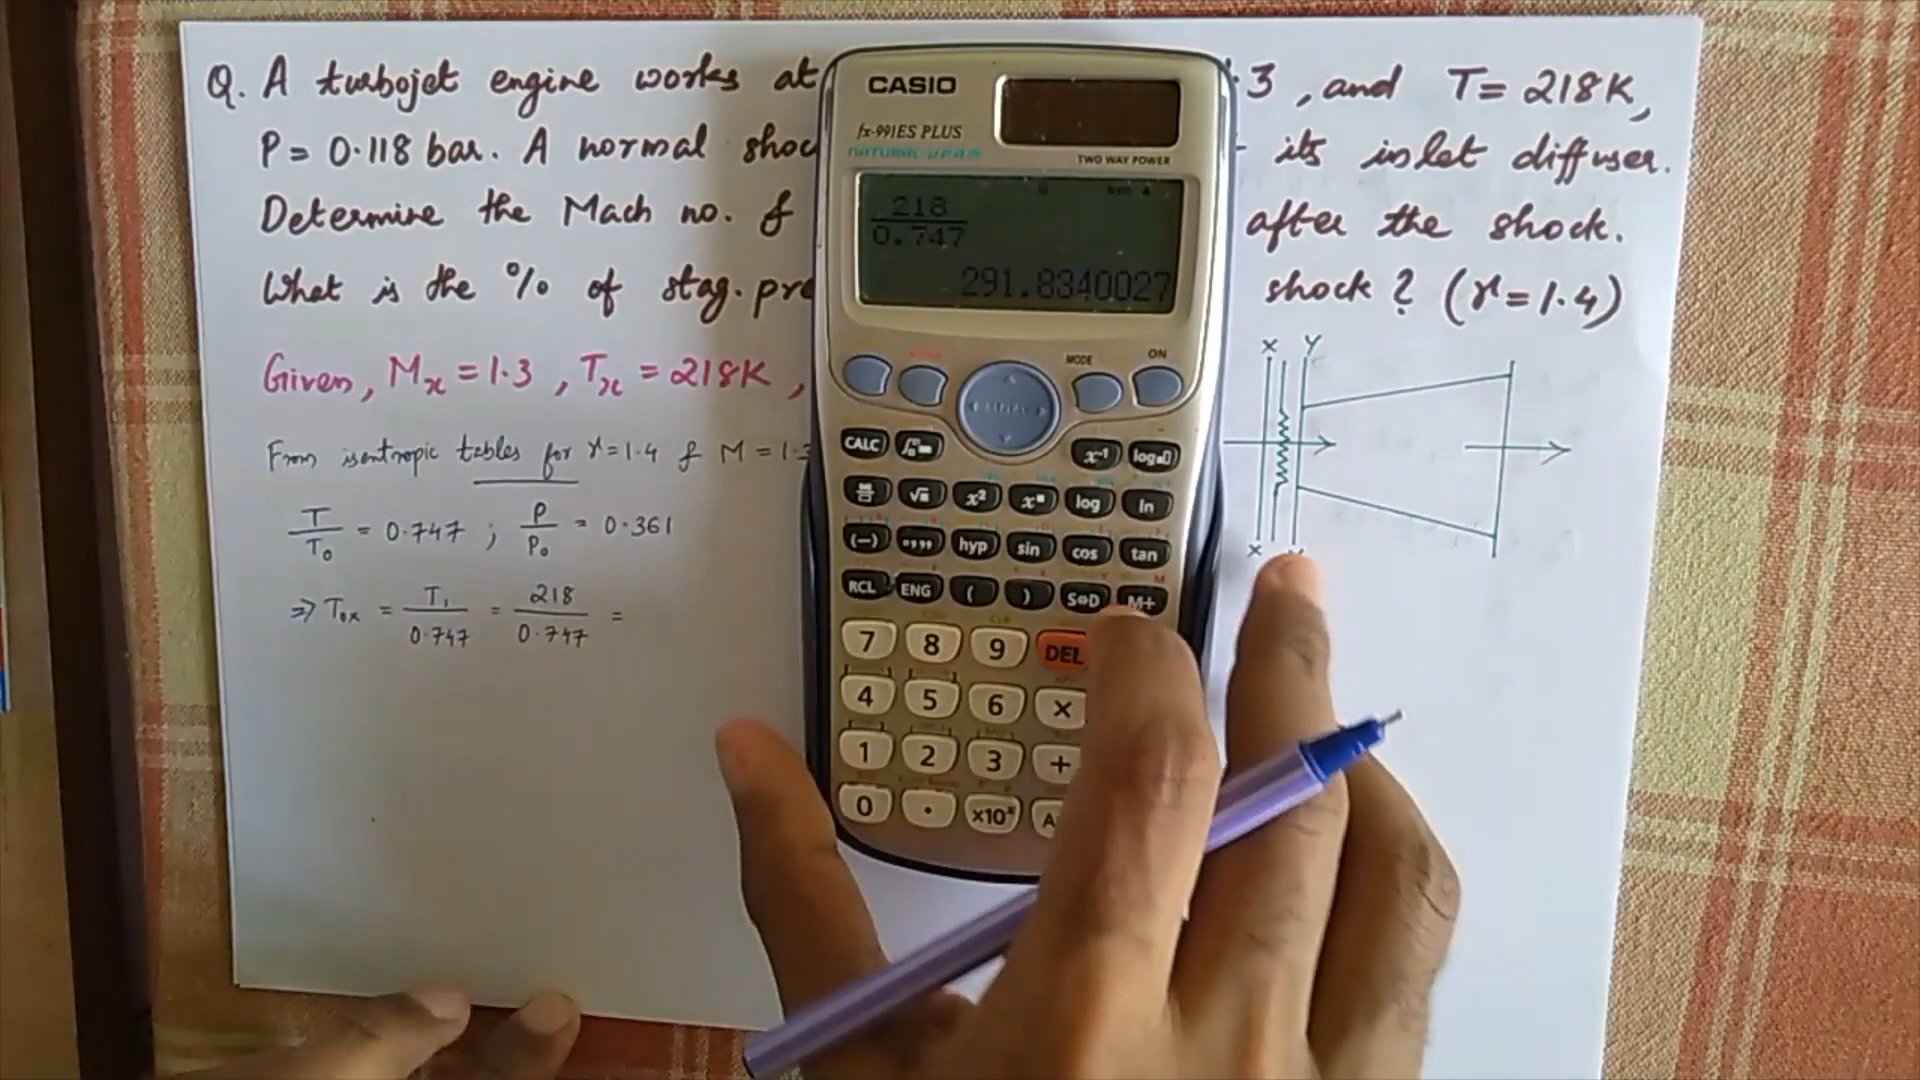 Q. A turbojet engine works at .3 , and T = 218K,
P = 0.118 bar. A normal shoc its inlet diffuser.
Determine the Mach no. & after the shock.
What is the % of stag. pre shock ? (γ = 1.4)
Given, Mx = 1.3 , Tx = 218K ,
From isentropic tables for γ = 1.4 & M = 1.3
T/T₀ = 0.747 ; P/P₀ = 0.361
⇒ T₀x = T₁/0.747 = 218/0.747 =
x y
x
CASIO
fx-991ES PLUS
NATURAL-V.P.A.M.
TWO WAY POWER
218/0.747
291.8340027
MODE ON
CALC ∫ x⁻¹ log
√ x² x log ln
(−) °'" hyp sin cos tan
RCL ENG ( ) S⇔D M+
7 8 9 DEL
4 5 6 ×
1 2 3 +
0 . ×10ˣ A